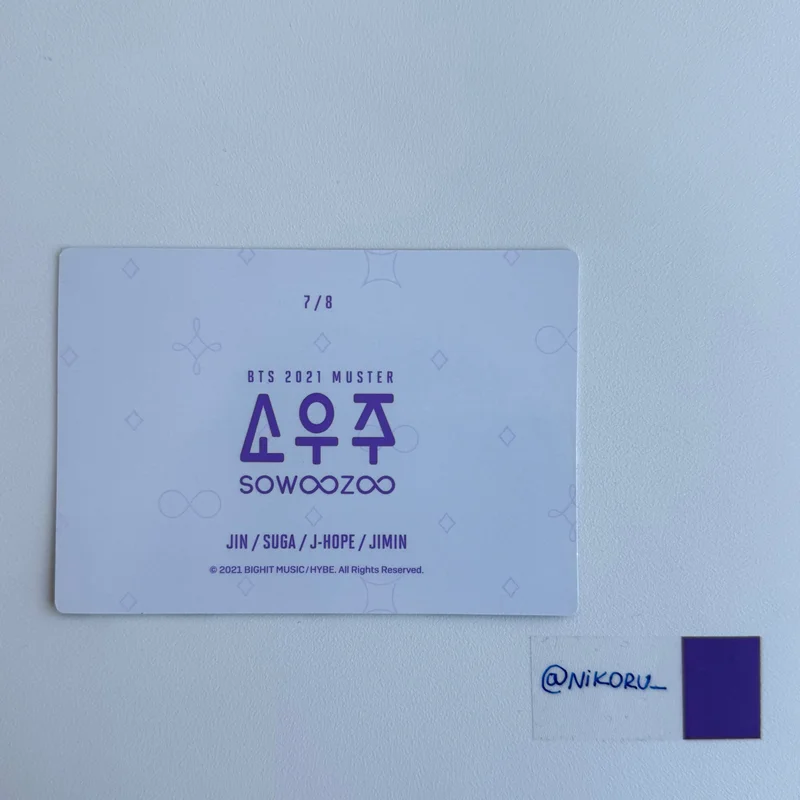 7/8
BTS 2021 MUSTER
소우주
SOWOOZOO
JIN / SUGA / J-HOPE / JIMIN
© 2021 BIGHIT MUSIC / HYBE. All Rights Reserved.
@NiKORU_